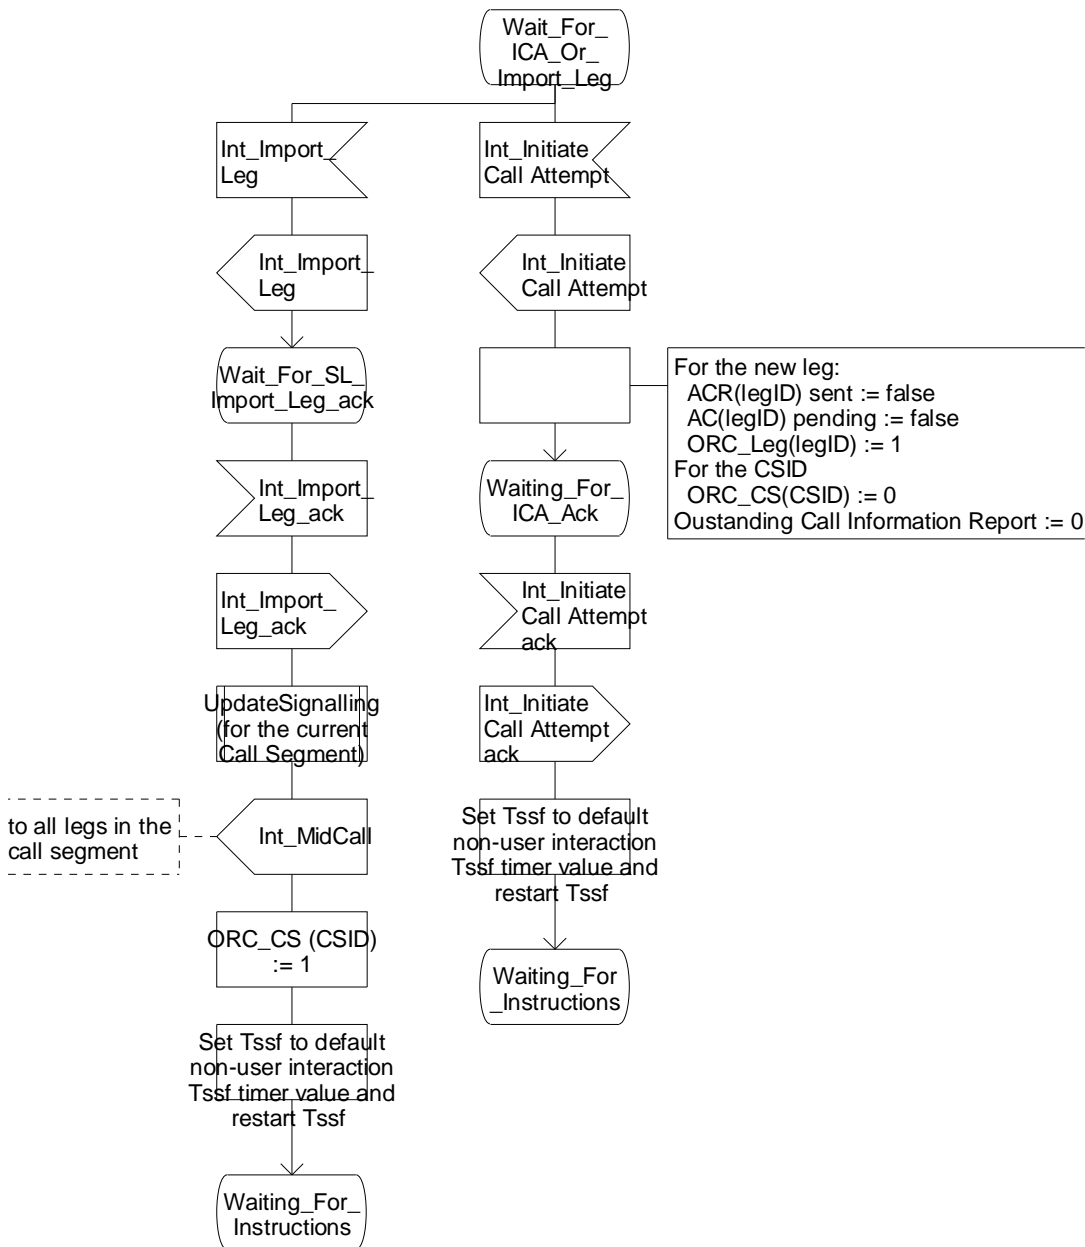 Wait_For_
ICA_Or_
Import_Leg
Int_Import_
Leg
Int_Initiate
Call Attempt
Int_Import_
Leg
Int_Initiate
Call Attempt
Wait_For_SL_
Import_Leg_ack
For the new leg:
ACR(legID) sent := false
AC(legID) pending := false
ORC_Leg(legID) := 1
For the CSID
ORC_CS(CSID) := 0
Oustanding Call Information Report := 0
Int_Import_
Leg_ack
Waiting_For_
ICA_Ack
Int_Import_
Leg_ack
Int_Initiate
Call Attempt
ack
UpdateSignalling
(for the current
Call Segment)
Int_Initiate
Call Attempt
ack
to all legs in the
call segment
Int_MidCall
Set Tssf to default
non-user interaction
Tssf timer value and
restart Tssf
ORC_CS (CSID)
:= 1
Waiting_For
_Instructions
Set Tssf to default
non-user interaction
Tssf timer value and
restart Tssf
Waiting_For_
Instructions